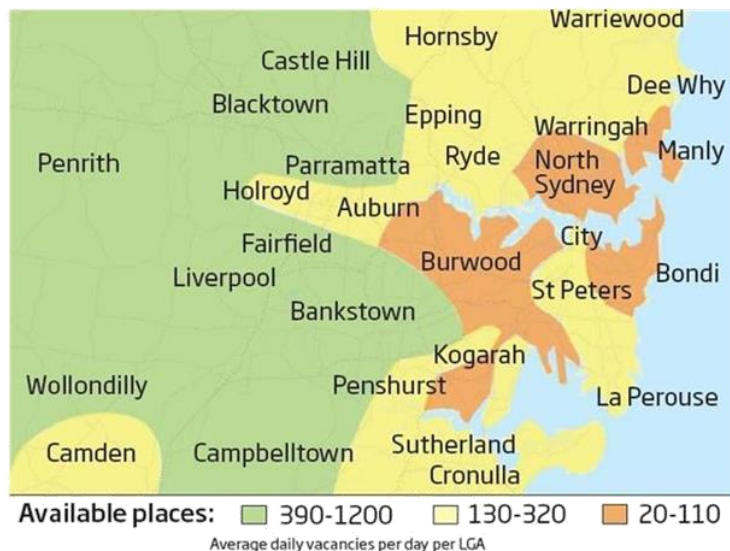 Warriewood
Hornsby
Castle Hill
Dee Why
Blacktown
Epping
Warringah
Penrith
Parramatta
Ryde
North
Sydney
Manly
Holroyd
Auburn
City
Fairfield
Burwood
Liverpool
St Peters
Bondi
Bankstown
Kogarah
Wollondilly
Penshurst
La Perouse
Camden
Campbelltown
Sutherland
Cronulla
Available places: 390-1200 130-320 20-110
Average daily vacancies per day per LGA